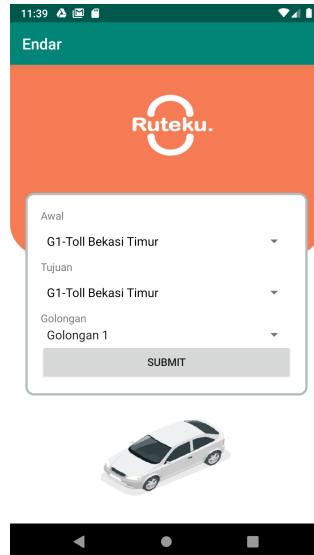 11:39
Endar
Ruteku.
Awal
G1-Toll Bekasi Timur
Tujuan
G1-Toll Bekasi Timur
Golongan
Golongan 1
SUBMIT